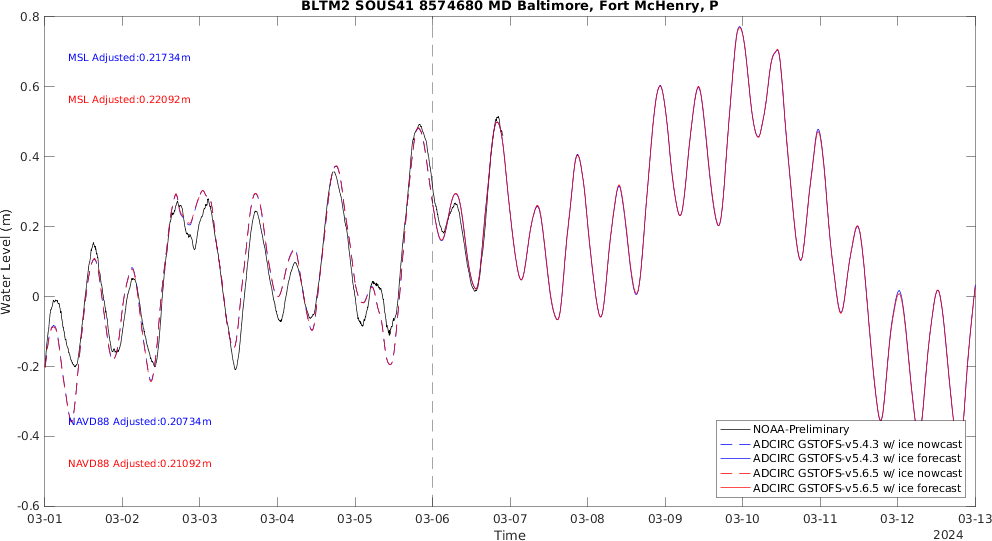 BLTM2 SOUS41 8574680 MD Baltimore, Fort McHenry, P
0.8
0.6
0.4
0.2
0
-0.2
-0.4
-0.6
Water Level (m)
MSL Adjusted:0.21734m
MSL Adjusted:0.22092m
NAVD88 Adjusted:0.20734m
NAVD88 Adjusted:0.21092m
NOAA-Preliminary
ADCIRC GSTOFS-v5.4.3 w/ ice nowcast
ADCIRC GSTOFS-v5.4.3 w/ ice forecast
ADCIRC GSTOFS-v5.6.5 w/ ice nowcast
ADCIRC GSTOFS-v5.6.5 w/ ice forecast
03-01 03-02 03-03 03-04 03-05 03-06 03-07 03-08 03-09 03-10 03-11 03-12 03-13
Time
2024